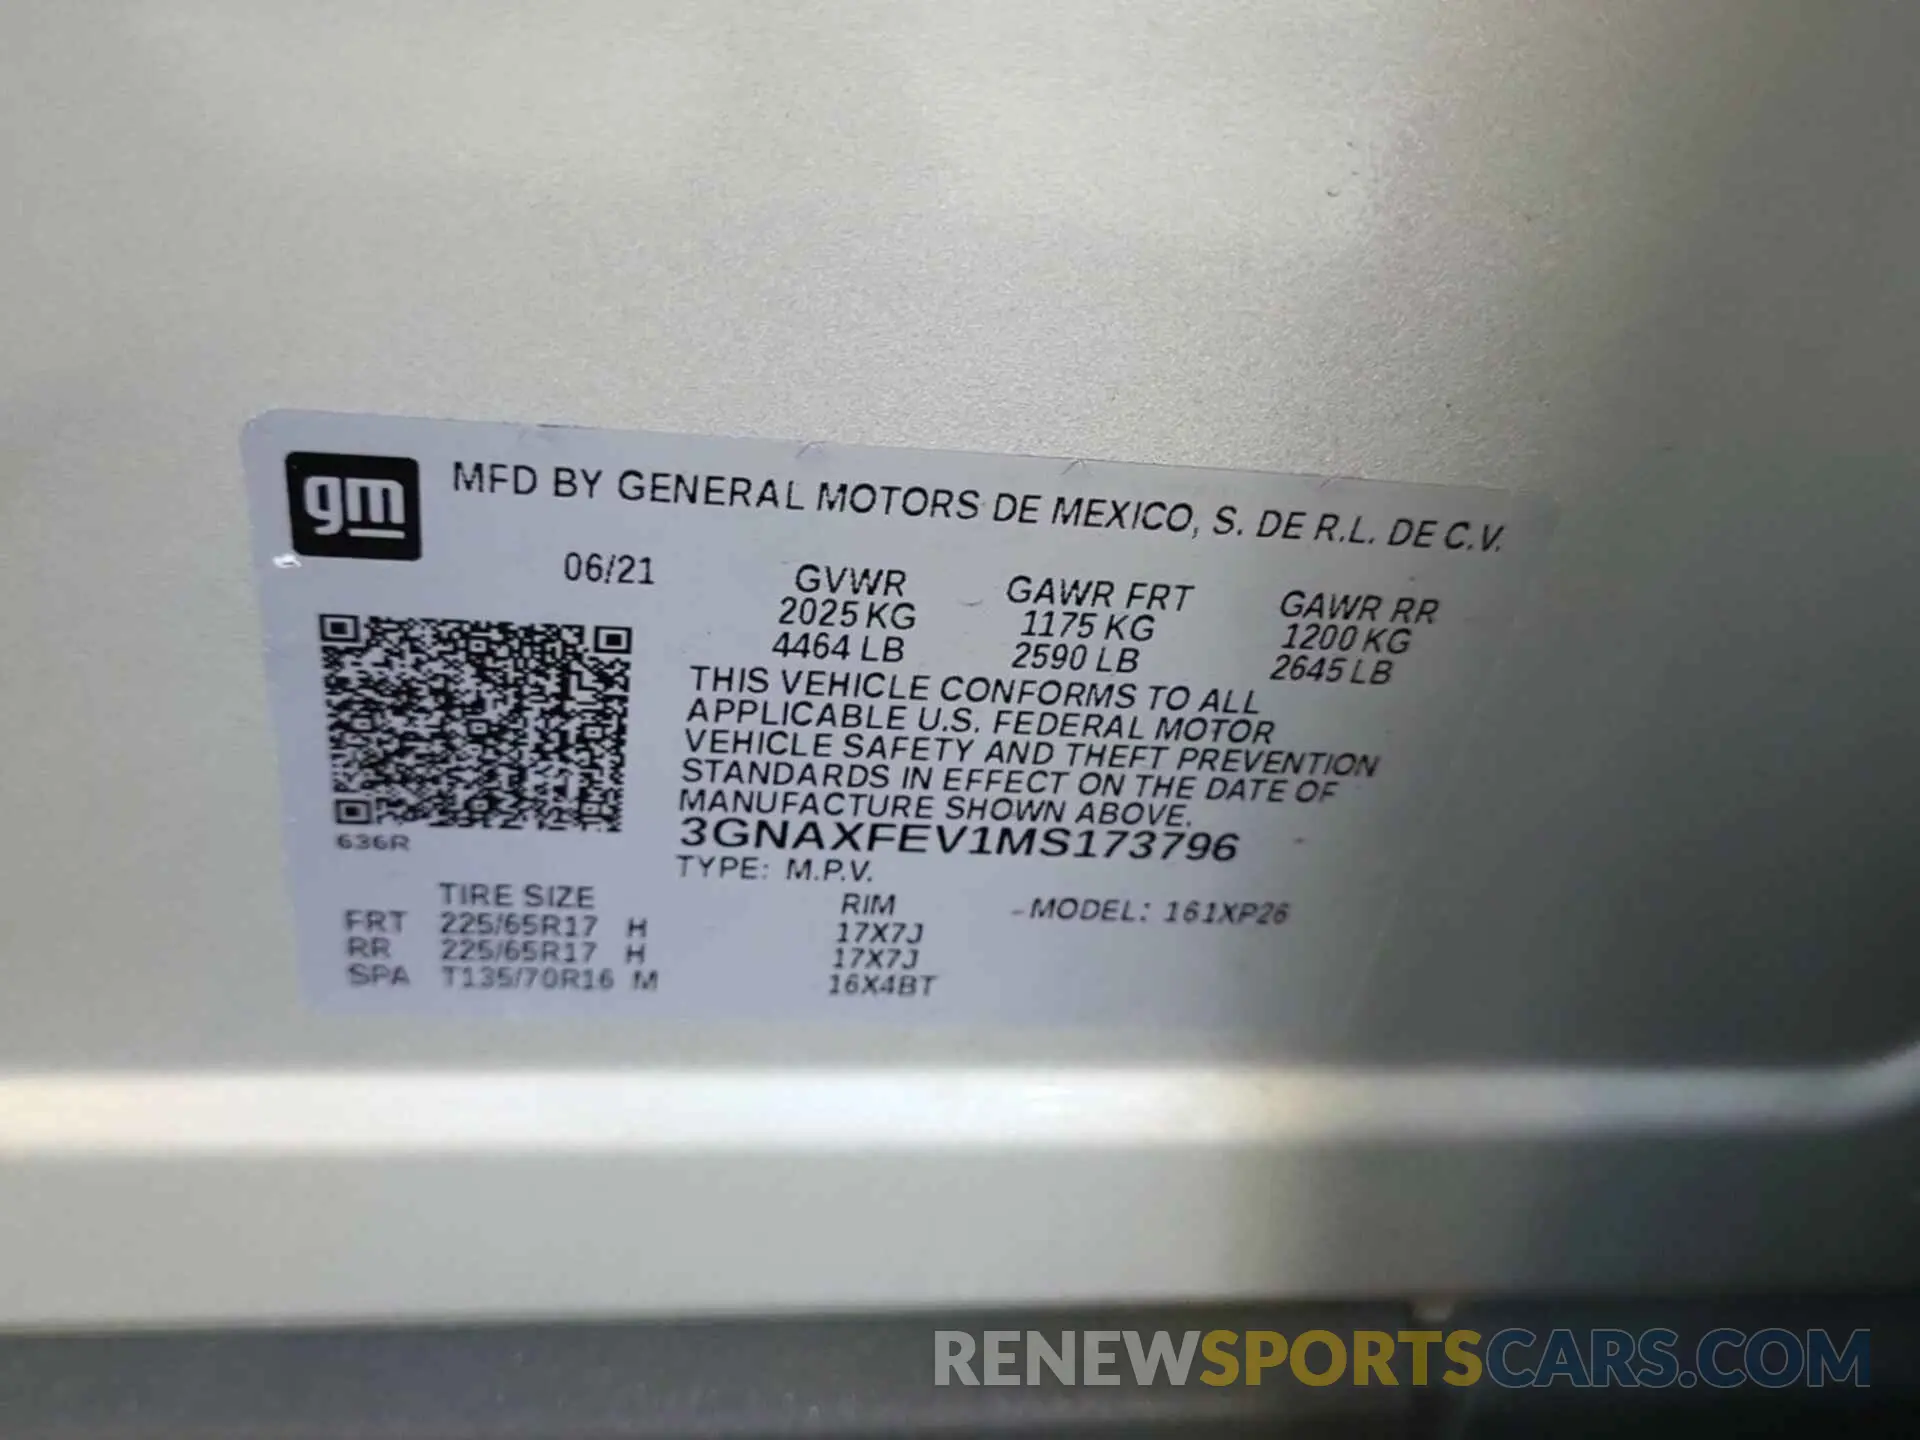 gm
MFD BY GENERAL MOTORS DE MEXICO, S. DE R.L. DE C.V.
06/21
GVWR GAWR FRT GAWR RR
2025 KG 1175 KG 1200 KG
4464 LB 2590 LB 2645 LB
THIS VEHICLE CONFORMS TO ALL
APPLICABLE U.S. FEDERAL MOTOR
VEHICLE SAFETY AND THEFT PREVENTION
STANDARDS IN EFFECT ON THE DATE OF
MANUFACTURE SHOWN ABOVE.
636R
3GNAXFEV1MS173796
TYPE: M.P.V.
TIRE SIZE RIM MODEL: 161XP26
FRT 225/65R17 H 17X7J
RR 225/65R17 H 17X7J
SPA T135/70R16 M 16X4BT
RENEWSPORTSCARS.COM